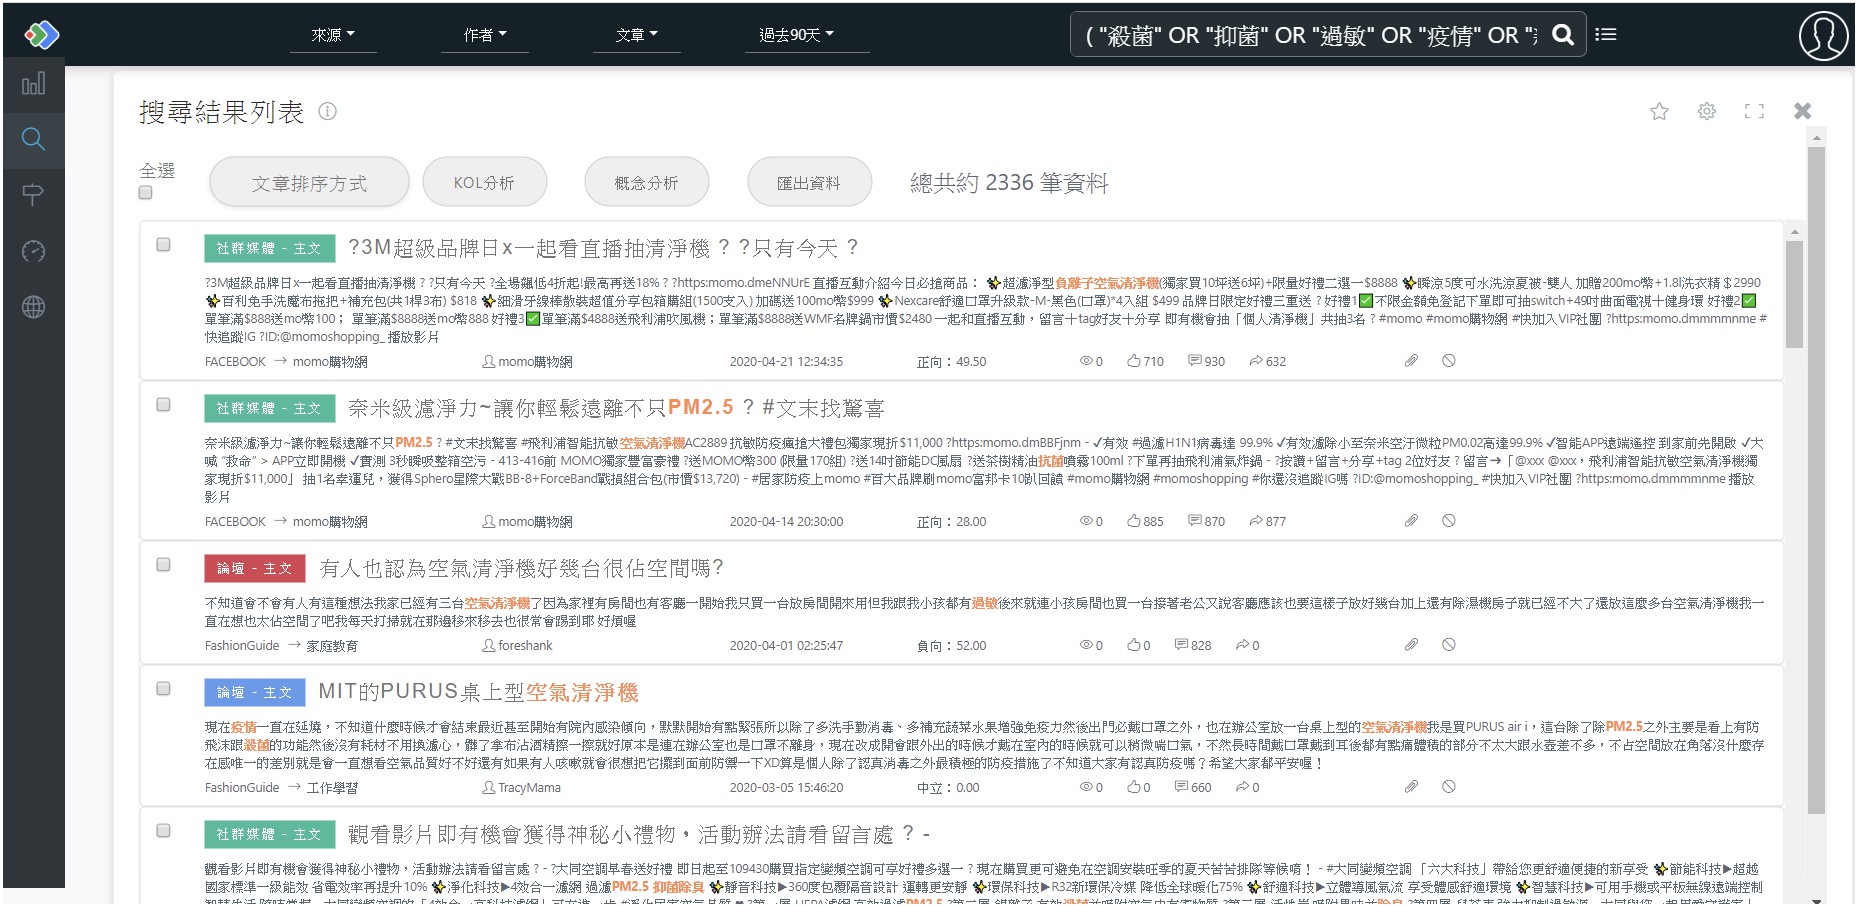 來源 作者 文章 過去90天 ( "殺菌" OR "抑菌" OR "過敏" OR "疫情" OR "
搜尋結果列表
全選 文章排序方式 KOL分析 概念分析 匯出資料 總共約 2336 筆資料
社群媒體 - 主文 ?3M超級品牌日x一起看直播抽清淨機 ? ?只有今天 ?
?3M超級品牌日x一起看直播抽清淨機 ? ?只有今天 ?全場飆低4折起!最高再送18% ? ?https:momo.dmeNNUrE 直播互動介紹今日必搶商品： ✨超濾淨型負離子空氣清淨機(獨家買10坪送6坪)+限量好禮二選一$8888 ✨瞬涼5度可水洗涼夏被-雙人 加贈200mo幣+1.8l洗衣精＄2990
✨百利免手洗魔布拖把+補充包(共1桿3布) $818 ✨細滑牙線棒散裝超值分享包箱購組(1500支入) 加碼送100mo幣$999 ✨Nexcare舒適口罩升級款-M-黑色(口罩)*4入組 $499 品牌日限定好禮三重送 ? 好禮1✅不限金額免登記下單即可抽switch+49吋曲面電視十健身環 好禮2✅
單筆滿$888送mo幣100； 單筆滿$8888送mo幣888 好禮3✅單筆滿$4888送飛利浦吹風機；單筆滿$8888送WMF名牌鍋市價$2480 一起和直播互動，留言十tag好友十分享 即有機會抽「個人清淨機」共抽3名 ? #momo #momo購物網 #快加入VIP社團 ?https:momo.dmmmmnme #
快追蹤IG ?ID:@momoshopping_ 播放影片
FACEBOOK → momo購物網 momo購物網 2020-04-21 12:34:35 正向：49.50 0 710 930 632
社群媒體 - 主文 奈米級濾淨力~讓你輕鬆遠離不只PM2.5 ? #文末找驚喜
奈米級濾淨力~讓你輕鬆遠離不只PM2.5 ? #文末找驚喜 #飛利浦智能抗敏空氣清淨機AC2889 抗敏防疫瘋搶大禮包獨家現折$11,000 ?https:momo.dmBBFjnm - ✓有效 #過濾H1N1病毒達 99.9% ✓有效濾除小至奈米空汙微粒PM0.02高達99.9% ✓智能APP遠端遙控 到家前先開啟 ✓大
喊 “救命” > APP立即開機 ✓實測 3秒瞬吸整箱空污 - 413-416前 MOMO獨家豐富豪禮 ?送MOMO幣300 (限量170組) ?送14吋節能DC風扇 ?送茶樹精油抗菌噴霧100ml ?下單再抽飛利浦氣炸鍋 - ?按讚+留言+分享+tag 2位好友 ? 留言➔「@xxx @xxx，飛利浦智能抗敏空氣清淨機獨
家現折$11,000」 抽1名幸運兒，獲得Sphero星際大戰BB-8+ForceBand戰損組合包(市價$13,720) - #居家防疫上momo #百大品牌刷momo富邦卡10趴回饋 #momo購物網 #momoshopping #你還沒追蹤IG嗎 ?ID:@momoshopping_ #快加入VIP社團 ?https:momo.dmmmmnme 播放
影片
FACEBOOK → momo購物網 momo購物網 2020-04-14 20:30:00 正向：28.00 0 885 870 877
論壇 - 主文 有人也認為空氣清淨機好幾台很佔空間嗎?
不知道會不會有人有這種想法我家已經有三台空氣清淨機了因為家裡有房間也有客廳一開始我只買一台放房間開來用但我跟我小孩都有過敏後來就連小孩房間也買一台接著老公又說客廳應該也要這樣子放好幾台加上還有除濕機房子就已經不大了還放這麼多台空氣清淨機我一
直在想也太佔空間了吧我每天打掃就在那邊移來移去也很常會踢到耶 好煩喔
FashionGuide → 家庭教育 foreshank 2020-04-01 02:25:47 負向：52.00 0 0 828 0
論壇 - 主文 MIT的PURUS桌上型空氣清淨機
現在疫情一直在延燒，不知道什麼時候才會結束最近甚至開始有院內感染傾向，默默開始有點緊張所以除了多洗手勤消毒、多補充蔬菜水果增強免疫力然後出門必戴口罩之外，也在辦公室放一台桌上型的空氣清淨機我是買PURUS air i，這台除了除PM2.5之外主要是看上有防
飛沫跟殺菌的功能然後沒有耗材不用換濾心，髒了拿布沾酒精擦一擦就好原本是連在辦公室也是口罩不離身，現在改成開會跟外出的時候才戴在室內的時候就可以稍微喘口氣，不然長時間戴口罩戴到耳後都有點痛體積的部分不太大跟水壺差不多，不占空間放在角落沒什麼存
在感唯一的差別就是會一直想看空氣品質好不好還有如果有人咳嗽就會很想把它擺到面前防禦一下XD算是個人除了認真消毒之外最積極的防疫措施了不知道大家有認真防疫嗎？希望大家都平安喔！
FashionGuide → 工作學習 TracyMama 2020-03-05 15:46:20 中立：0.00 0 0 660 0
社群媒體 - 主文 觀看影片即有機會獲得神秘小禮物，活動辦法請看留言處 ? -
觀看影片即有機會獲得神秘小禮物，活動辦法請看留言處 ? - ?大同空調早春送好禮 即日起至109430購買指定變頻空調可享好禮多選一 ? 現在購買更可避免在空調安裝旺季的夏天苦苦排隊等候唷！ - #大同變頻空調 「六大科技」帶給您更舒適便捷的新享受 ✨節能科技▶超越
國家標準一級能效 省電效率再提升10% ✨淨化科技▶4效合一濾網 過濾PM2.5 抑菌除臭 ✨靜音科技▶360度包覆隔音設計 運轉更安靜 ✨環保科技▶R32新環保冷媒 降低全球暖化75% ✨舒適科技▶立體導風氣流 享受體感舒適環境 ✨智慧科技▶可用手機或平板無線遠端控制